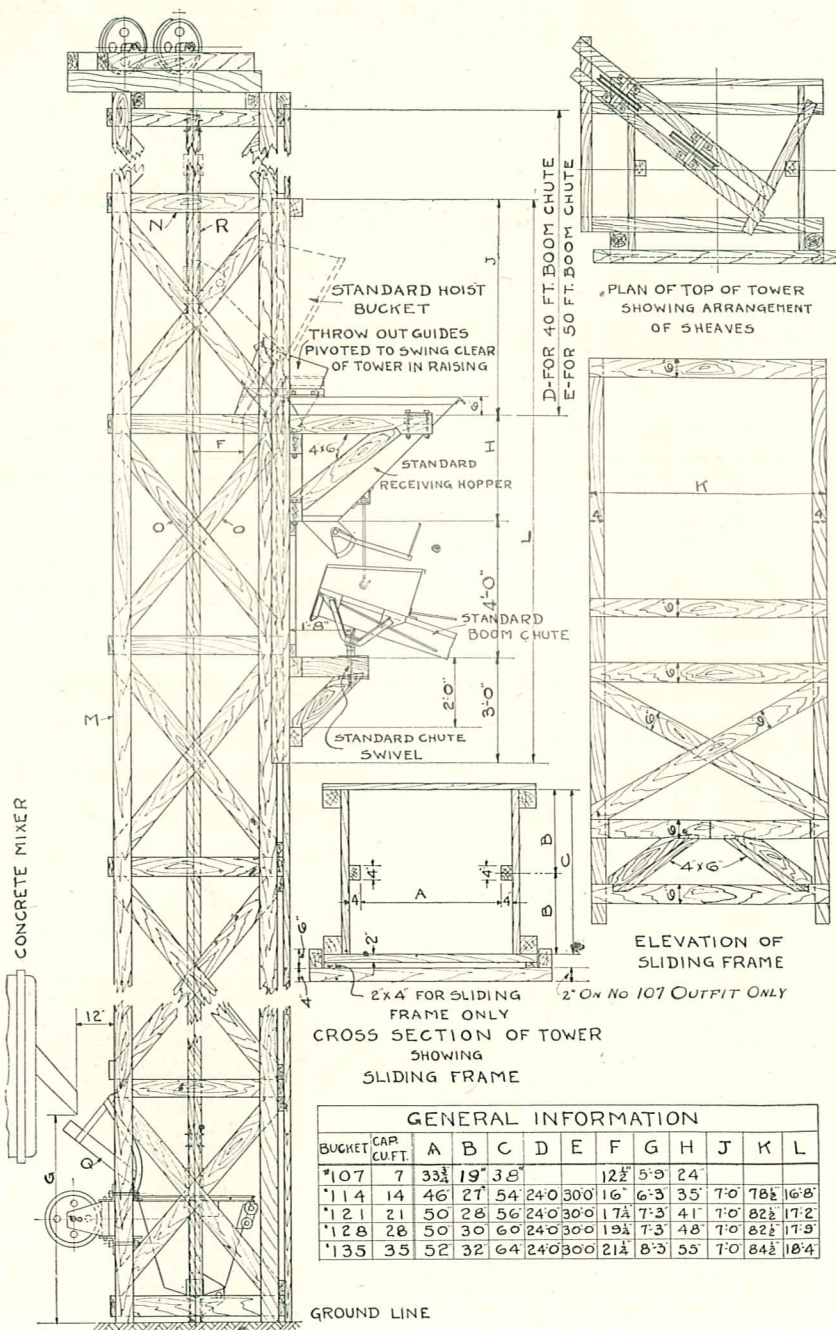 STANDARD HOIST
BUCKET
THROW OUT GUIDES
PIVOTED TO SWING CLEAR
OF TOWER IN RAISING
N
R
J
D-FOR 40 FT. BOOM CHUTE
E-FOR 50 FT. BOOM CHUTE
PLAN OF TOP OF TOWER
SHOWING ARRANGEMENT
OF SHEAVES
F
4"x6"
STANDARD
RECEIVING HOPPER
H
L
O
O
4'-0"
1'-8"
STANDARD
BOOM CHUTE
2'-0"
3'-0"
M
STANDARD CHUTE
SWIVEL
6"
K
4"
4"
6"
6"
6"
6"
6"
4"x6"
6"
ELEVATION OF
SLIDING FRAME
B
C
B
4"
4"
4"
A
4"
6"
2"
4"
2"x4" FOR SLIDING
FRAME ONLY
2" ON NO 107 OUTFIT ONLY
CROSS SECTION OF TOWER
SHOWING
SLIDING FRAME
CONCRETE MIXER
12"
G
Q
GROUND LINE
GENERAL INFORMATION
BUCKET CAP. CU.FT. A B C D E F G H J K L
#107 7 33¾ 19" 38" 12½" 5'-9 24"
#114 14 46" 27" 54" 24'0 30'0 16" 6'-3 35" 7'-0" 78½ 16'-8"
#121 21 50" 28" 56" 24'0 30'0 17¼" 7'-3" 41" 7'-0" 82½" 17'-2"
#128 28 50" 30" 60" 24'0 30'0 19¼" 7'-3" 48" 7'-0" 82½" 17'-9"
#135 35 52" 32" 64" 24'0 30'0 21¼" 8'-3" 55" 7'-0" 84½" 18'-4"